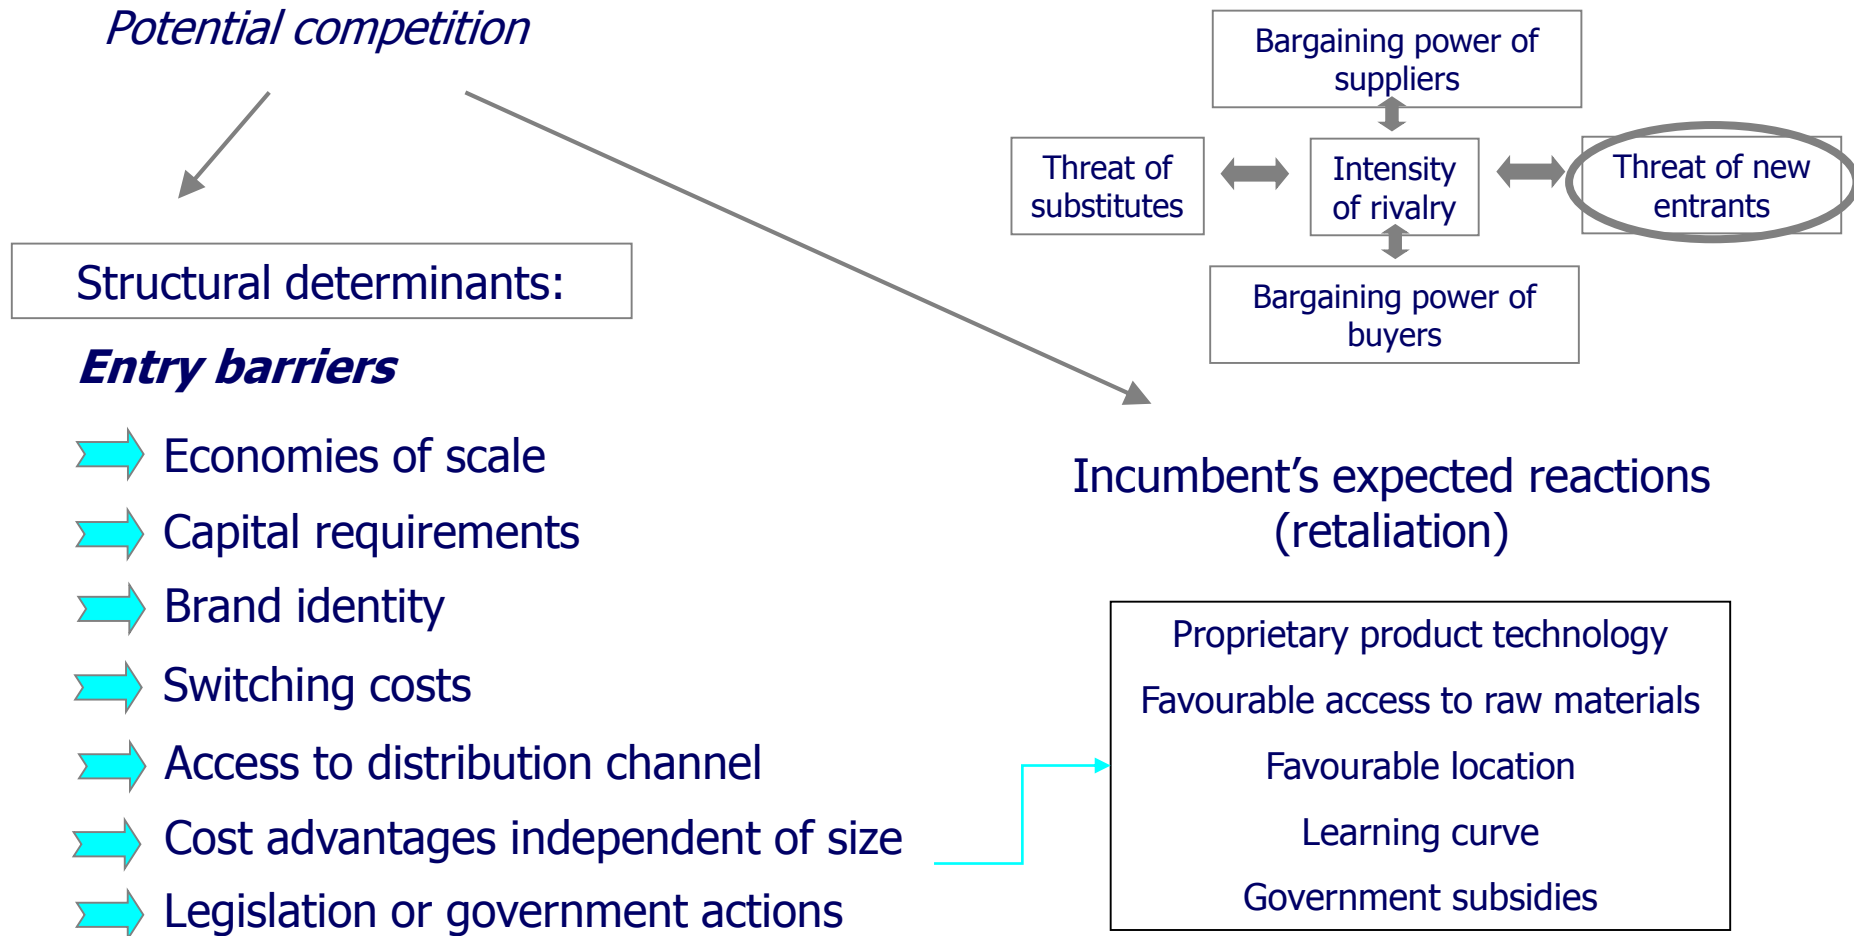 Potential competition
Bargaining power of
suppliers
Threat of
substitutes
Intensity
of rivalry
Threat of new
entrants
Bargaining power of
buyers
Structural determinants:
Entry barriers
Economies of scale
Capital requirements
Brand identity
Switching costs
Access to distribution channel
Cost advantages independent of size
Legislation or government actions
Incumbent’s expected reactions
(retaliation)
Proprietary product technology
Favourable access to raw materials
Favourable location
Learning curve
Government subsidies